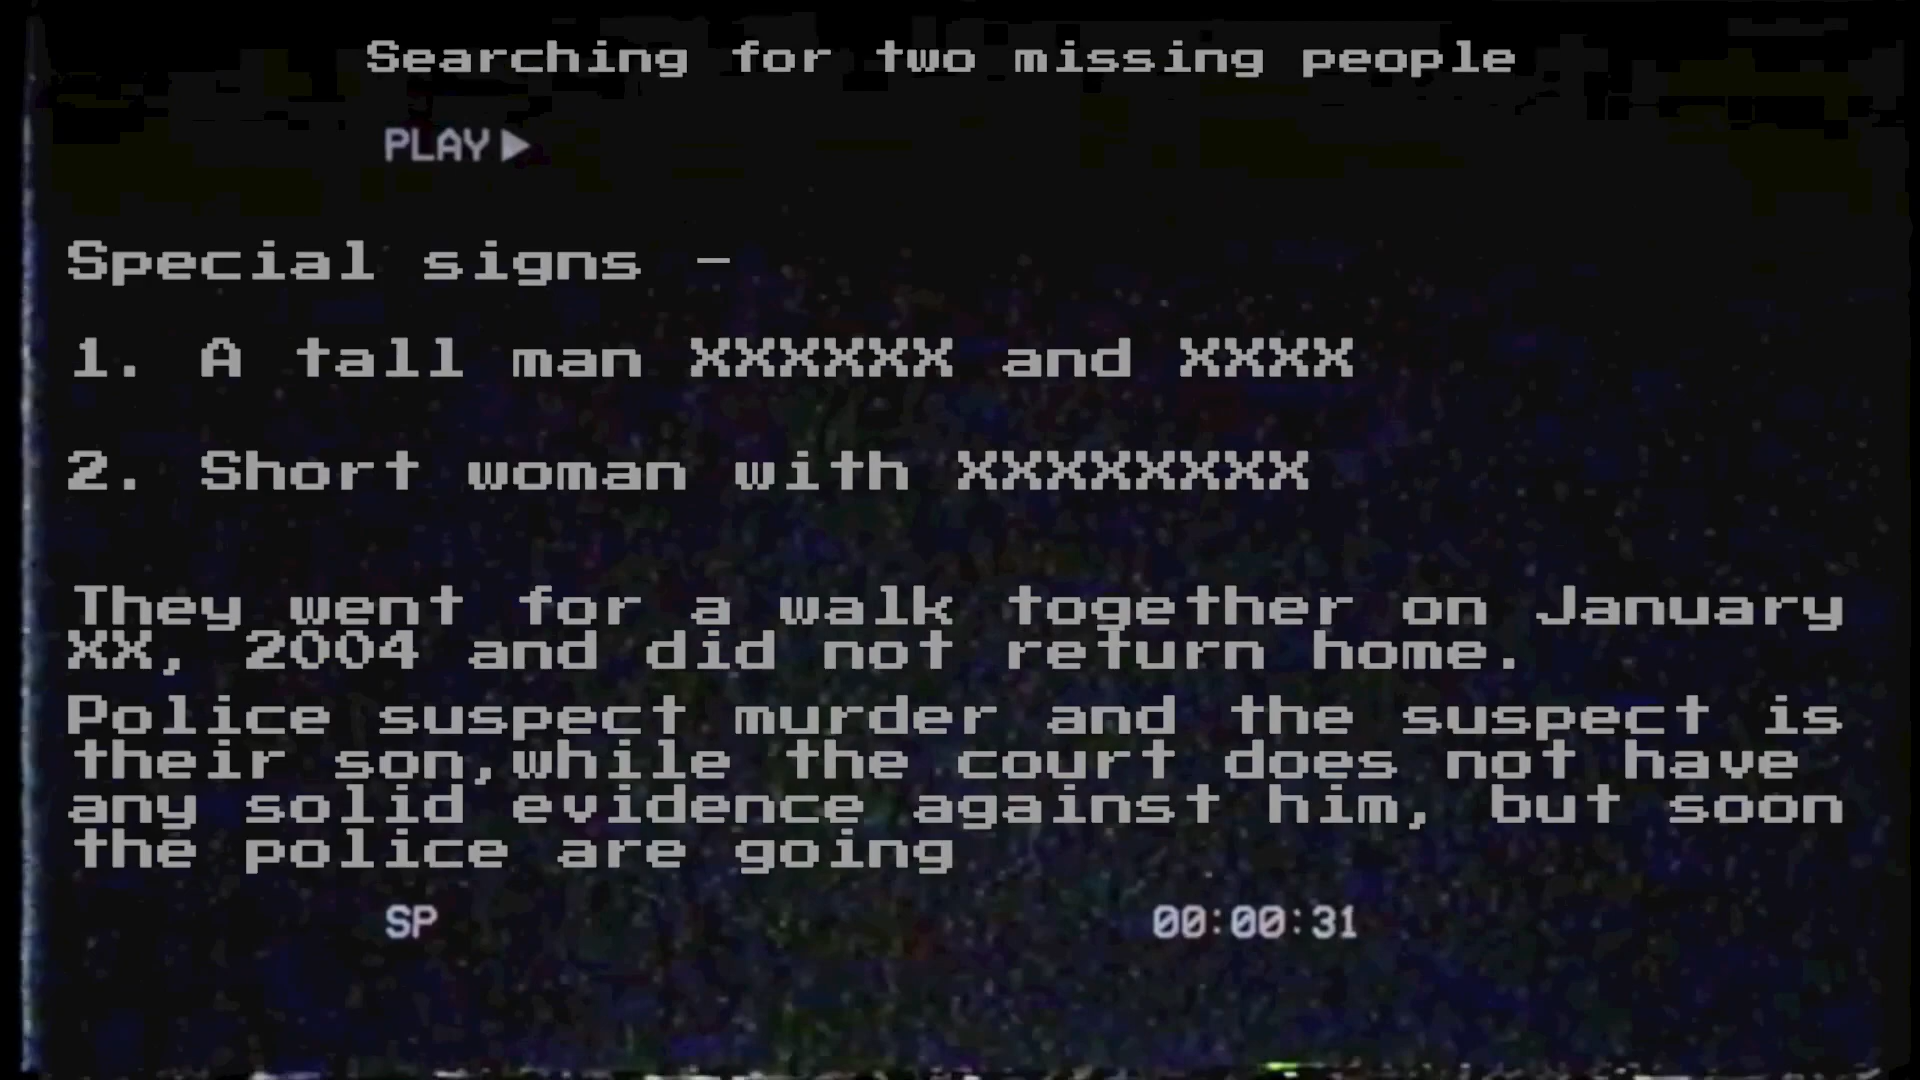 Searching for two missing people
PLAY ▶
Special signs -
1. A tall man XXXXXX and XXXX
2. Short woman with XXXXXXXX
They went for a walk together on January
XX, 2004 and did not return home.
Police suspect murder and the suspect is
their son,while the court does not have
any solid evidence against him, but soon
the police are going
SP
00:00:31